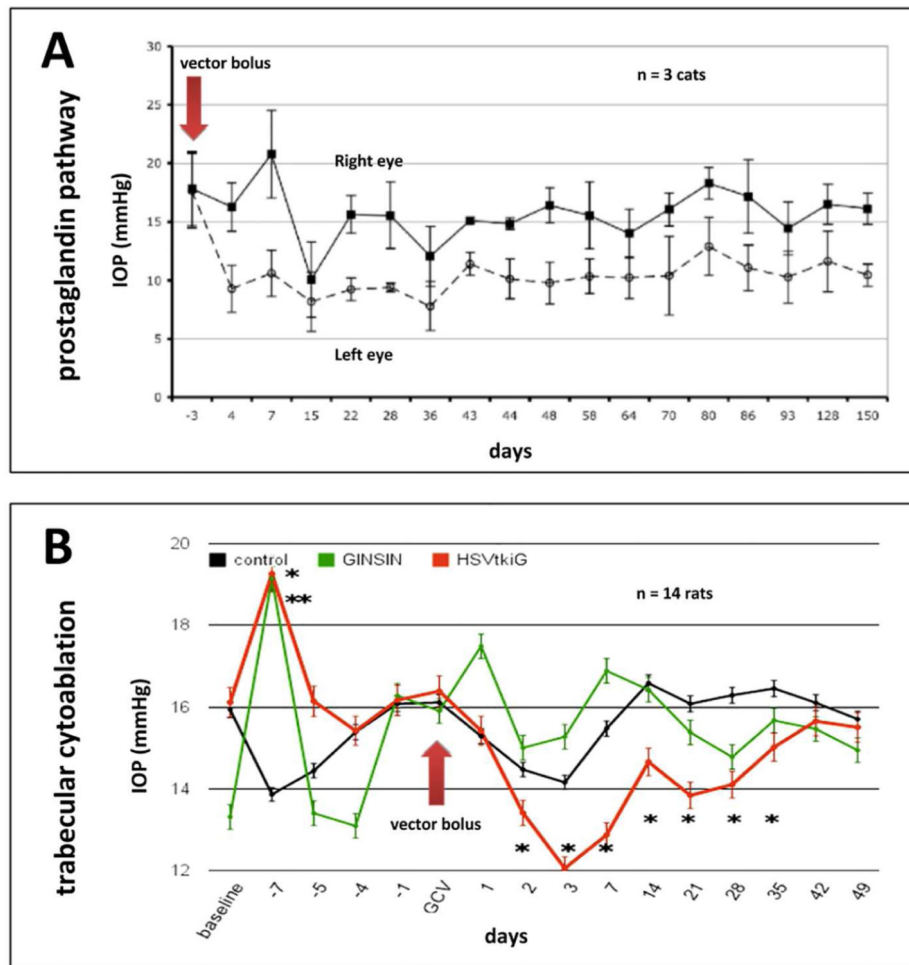 A
prostaglandin pathway
vector bolus
n = 3 cats
Right eye
Left eye
IOP (mmHg)
30
25
20
15
10
5
0
-3 4 7 15 22 28 36 43 44 48 58 64 70 80 86 93 128 150
days
B
trabecular cytoablation
control GINSIN HSVtkiG
n = 14 rats
*
**
IOP (mmHg)
20
18
16
14
12
vector bolus
* * * * * * *
baseline -7 -5 -4 -1 GCV 1 2 3 7 14 21 28 35 42 49
days